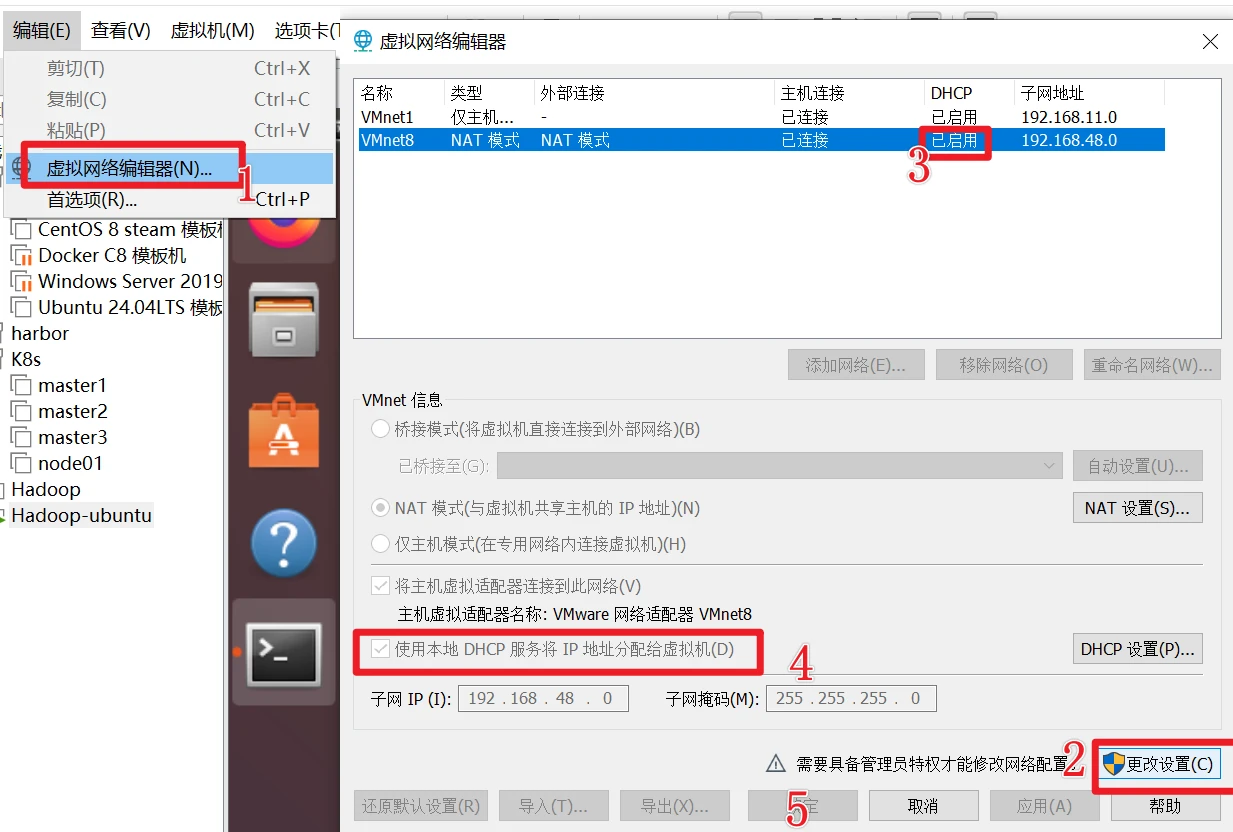 编辑(E) 查看(V) 虚拟机(M) 选项卡(T
剪切(T) Ctrl+X
复制(C) Ctrl+C
粘贴(P) Ctrl+V
虚拟网络编辑器(N)...
1
首选项(R)... Ctrl+P
CentOS 8 steam 模板机
Docker C8 模板机
Windows Server 2019
Ubuntu 24.04LTS 模板
harbor
K8s
master1
master2
master3
node01
Hadoop
Hadoop-ubuntu
虚拟网络编辑器
名称 类型 外部连接 主机连接 DHCP 子网地址
VMnet1 仅主机... - 已连接 已启用 192.168.11.0
VMnet8 NAT 模式 NAT 模式 已连接 已启用 192.168.48.0
3
添加网络(E)... 移除网络(O) 重命名网络(W)...
VMnet 信息
桥接模式(将虚拟机直接连接到外部网络)(B)
已桥接至(G): 自动设置(U)...
NAT 模式(与虚拟机共享主机的 IP 地址)(N) NAT 设置(S)...
仅主机模式(在专用网络内连接虚拟机)(H)
将主机虚拟适配器连接到此网络(V)
主机虚拟适配器名称: VMware 网络适配器 VMnet8
使用本地 DHCP 服务将 IP 地址分配给虚拟机(D) DHCP 设置(P)...
4
子网 IP (I): 192 . 168 . 48 . 0 子网掩码(M): 255 . 255 . 255 . 0
需要具备管理员特权才能修改网络配置。 2 更改设置(C)
还原默认设置(R) 导入(T)... 导出(X)... 5 定 取消 应用(A) 帮助